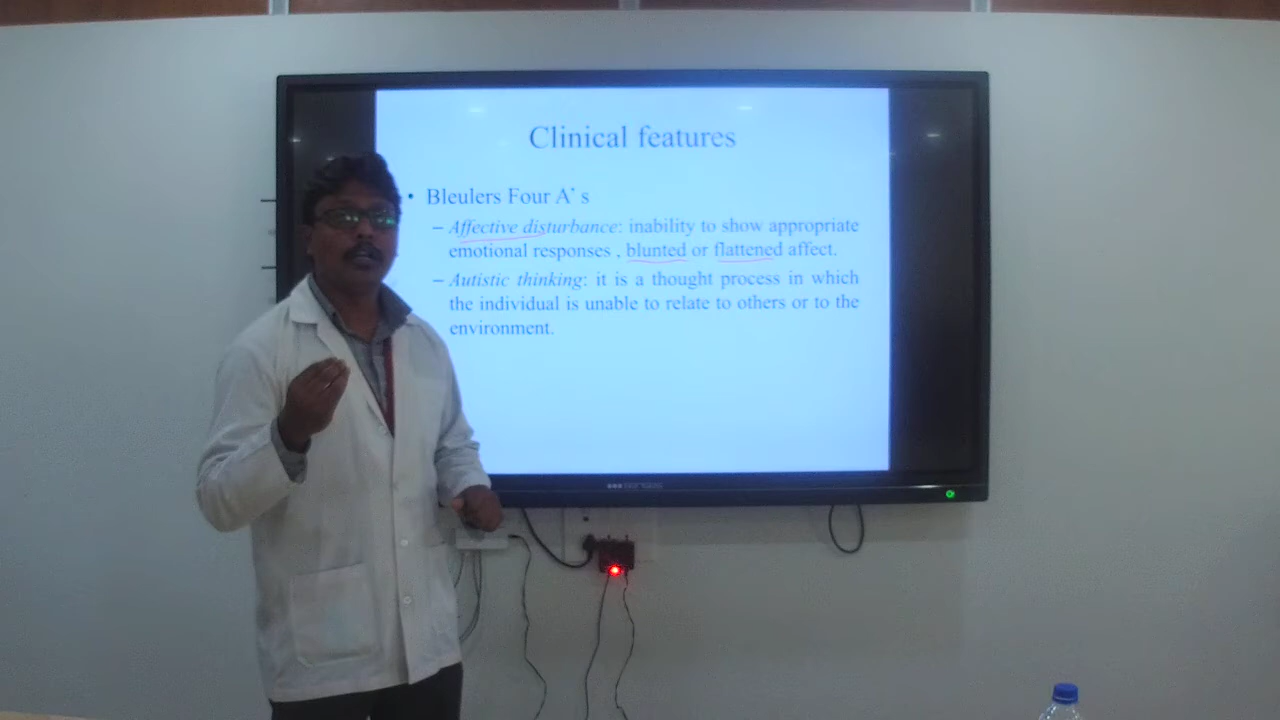 Clinical features
• Bleulers Four A's
– Affective disturbance: inability to show appropriate
emotional responses , blunted or flattened affect.
– Autistic thinking: it is a thought process in which
the individual is unable to relate to others or to the
environment.